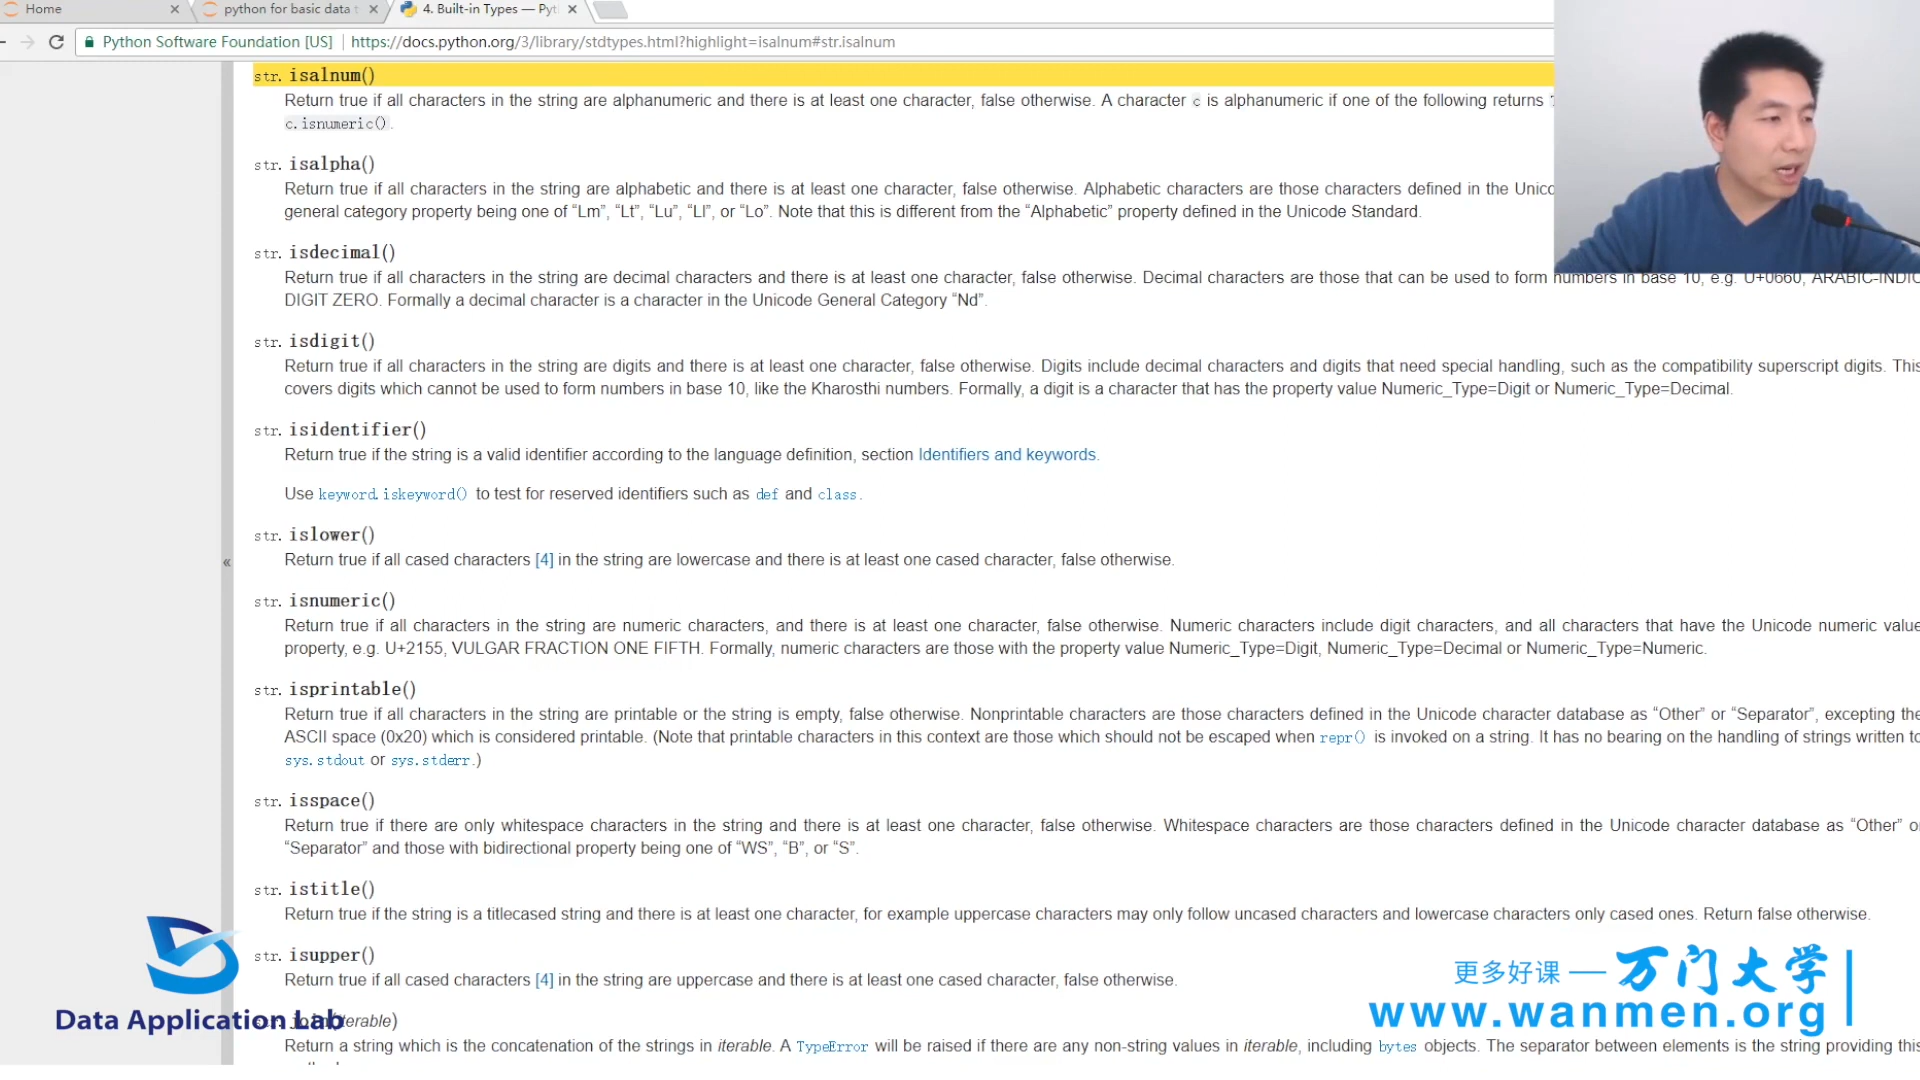 Home
python for basic data t
4. Built-in Types — Pyt
Python Software Foundation [US]
https://docs.python.org/3/library/stdtypes.html?highlight=isalnum#str.isalnum
str. isalnum()
Return true if all characters in the string are alphanumeric and there is at least one character, false otherwise. A character c is alphanumeric if one of the following returns
c.isnumeric().
str. isalpha()
Return true if all characters in the string are alphabetic and there is at least one character, false otherwise. Alphabetic characters are those characters defined in the Unico
general category property being one of “Lm”, “Lt”, “Lu”, “Ll”, or “Lo”. Note that this is different from the “Alphabetic” property defined in the Unicode Standard.
str. isdecimal()
Return true if all characters in the string are decimal characters and there is at least one character, false otherwise. Decimal characters are those that can be used to form numbers in base 10, e.g. U+0660, ARABIC-INDIC
DIGIT ZERO. Formally a decimal character is a character in the Unicode General Category “Nd”.
str. isdigit()
Return true if all characters in the string are digits and there is at least one character, false otherwise. Digits include decimal characters and digits that need special handling, such as the compatibility superscript digits. This
covers digits which cannot be used to form numbers in base 10, like the Kharosthi numbers. Formally, a digit is a character that has the property value Numeric_Type=Digit or Numeric_Type=Decimal.
str. isidentifier()
Return true if the string is a valid identifier according to the language definition, section Identifiers and keywords.
Use keyword.iskeyword() to test for reserved identifiers such as def and class.
str. islower()
Return true if all cased characters [4] in the string are lowercase and there is at least one cased character, false otherwise.
«
str. isnumeric()
Return true if all characters in the string are numeric characters, and there is at least one character, false otherwise. Numeric characters include digit characters, and all characters that have the Unicode numeric value
property, e.g. U+2155, VULGAR FRACTION ONE FIFTH. Formally, numeric characters are those with the property value Numeric_Type=Digit, Numeric_Type=Decimal or Numeric_Type=Numeric.
str. isprintable()
Return true if all characters in the string are printable or the string is empty, false otherwise. Nonprintable characters are those characters defined in the Unicode character database as “Other” or “Separator”, excepting the
ASCII space (0x20) which is considered printable. (Note that printable characters in this context are those which should not be escaped when repr() is invoked on a string. It has no bearing on the handling of strings written to
sys.stdout or sys.stderr.)
str. isspace()
Return true if there are only whitespace characters in the string and there is at least one character, false otherwise. Whitespace characters are those characters defined in the Unicode character database as “Other” o
“Separator” and those with bidirectional property being one of “WS”, “B”, or “S”.
str. istitle()
Return true if the string is a titlecased string and there is at least one character, for example uppercase characters may only follow uncased characters and lowercase characters only cased ones. Return false otherwise.
str. isupper()
Return true if all cased characters [4] in the string are uppercase and there is at least one cased character, false otherwise.
更多好课 — 万门大学
www.wanmen.org
Data Application Lab
str. join(iterable)
Return a string which is the concatenation of the strings in iterable. A TypeError will be raised if there are any non-string values in iterable, including bytes objects. The separator between elements is the string providing this